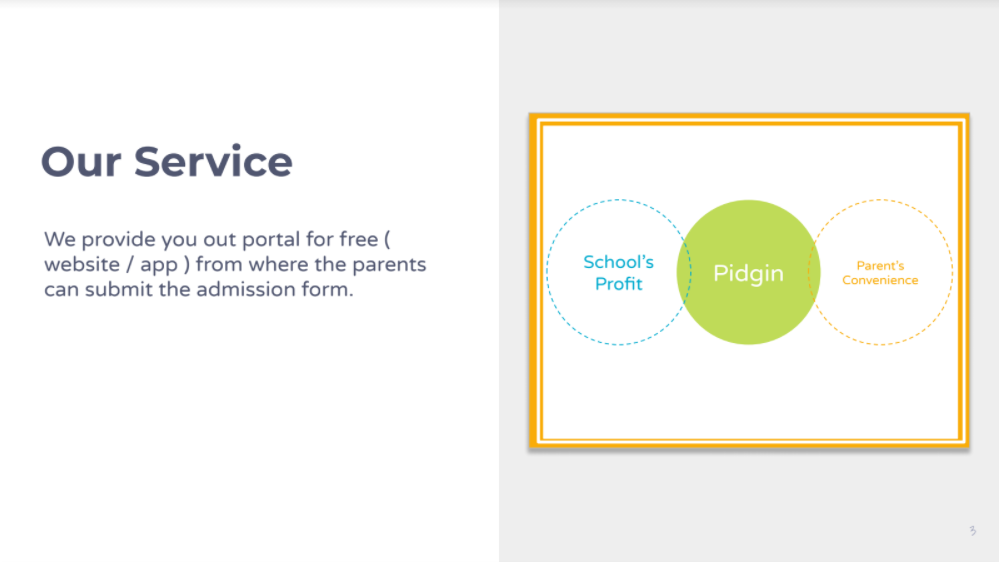 Our Service
We provide you out portal for free (
website / app ) from where the parents
can submit the admission form.
School's
Profit
Pidgin
Parent's
Convenience
3